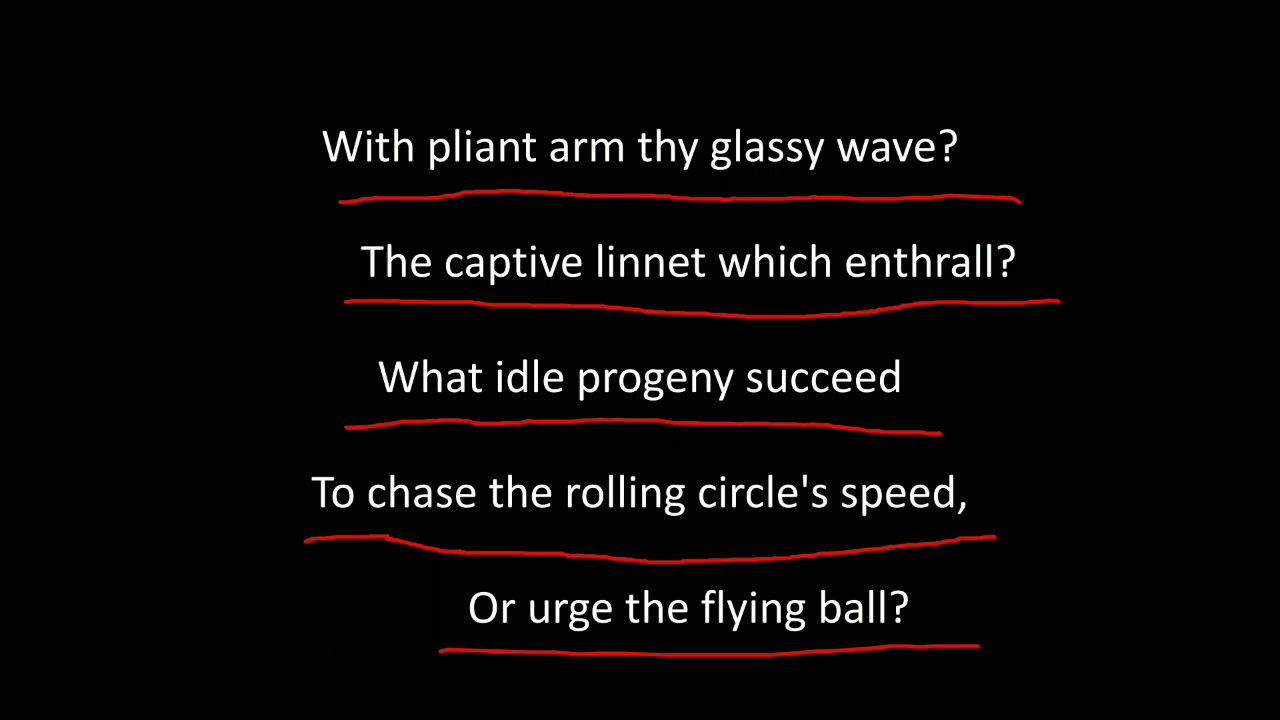 With pliant arm thy glassy wave?
The captive linnet which enthrall?
What idle progeny succeed
To chase the rolling circle's speed,
Or urge the flying ball?